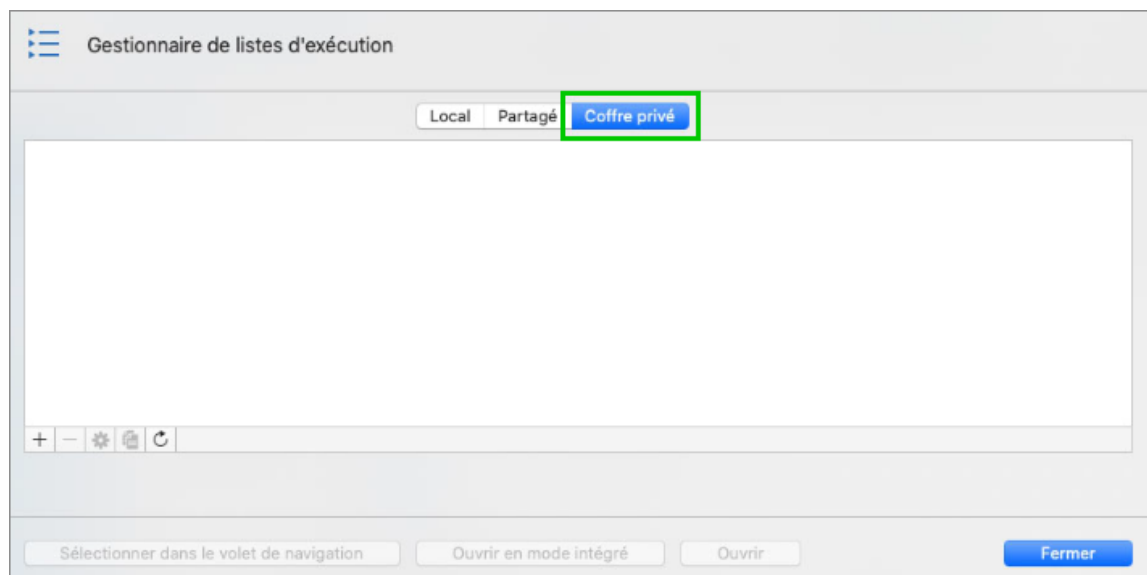 Gestionnaire de listes d'exécution
Local Partagé Coffre privé
Sélectionner dans le volet de navigation Ouvrir en mode intégré Ouvrir Fermer